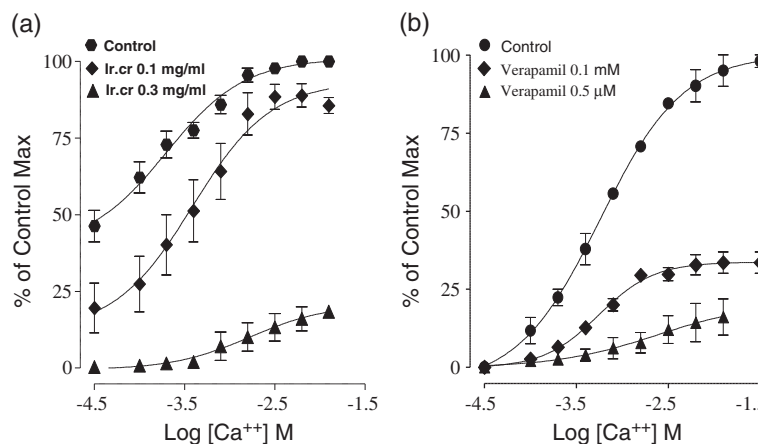 (a)
Control
Ir.cr 0.1 mg/ml
Ir.cr 0.3 mg/ml
100
75
50
25
0
% of Control Max
-4.5 -3.5 -2.5 -1.5
Log [Ca++] M
(b)
Control
Verapamil 0.1 mM
Verapamil 0.5 μM
100
75
50
25
0
% of Control Max
-4.5 -3.5 -2.5 -1.5
Log [Ca++] M